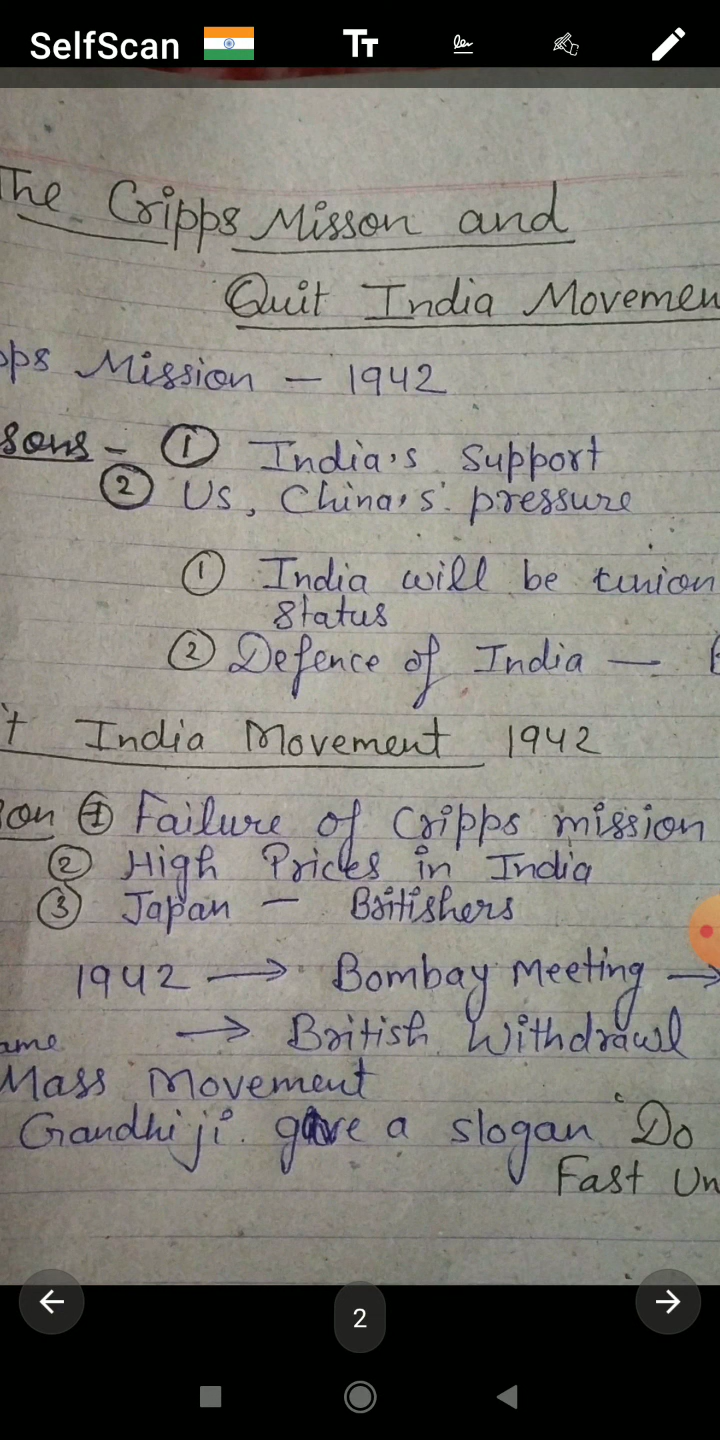 SelfScan
The Cripps Misson and
Quit India Movemen
pps Mission — 1942
sons - ① India's Support
② Us, China's pressure
① India will be
Status
② Defence of India —
t India Movement 1942
on ① Failure of Cripps mission
② High Prices in India
③ Japan — Britishers
1942 → Bombay Meeting →
ame → British Withdrawl
Mass Movement
Gandhiji gave a slogan "Do
Fast Un
2